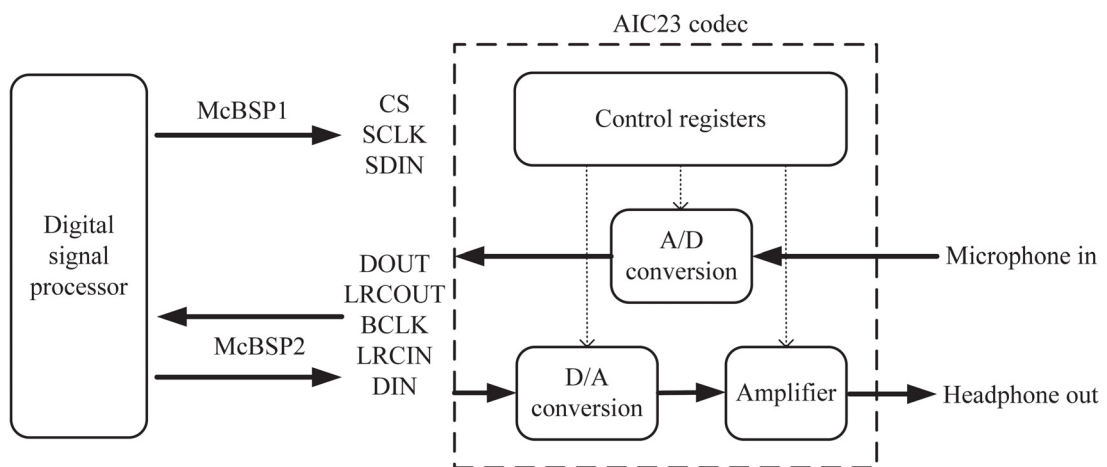 AIC23 codec
McBSP1
CS
SCLK
SDIN
Control registers
Digital
signal
processor
A/D
conversion
Microphone in
DOUT
LRCOUT
BCLK
LRCIN
DIN
McBSP2
D/A
conversion
Amplifier
Headphone out